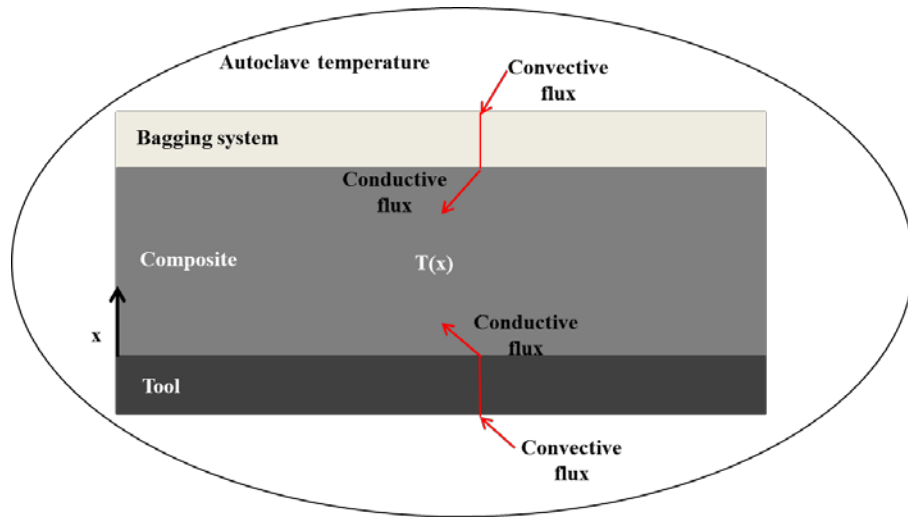 Autoclave temperature
Convective
flux
Bagging system
Conductive
flux
Composite
T(x)
Conductive
flux
x
Tool
Convective
flux